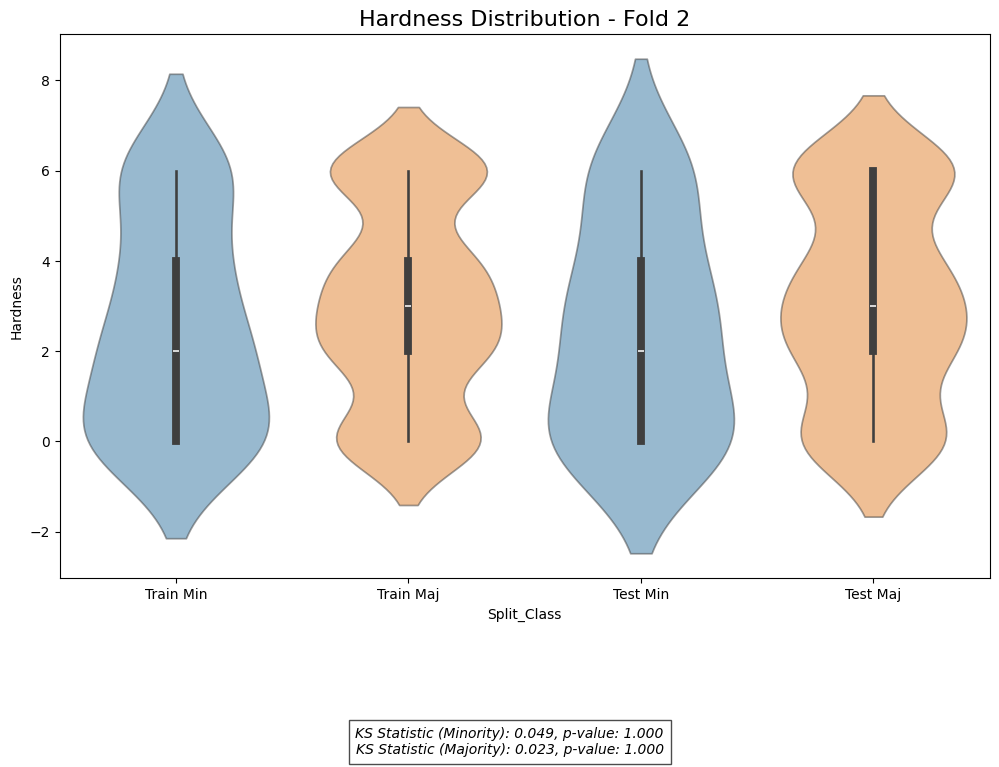 Hardness Distribution - Fold 2
8
6
4
2
0
−2
Hardness
Train Min
Train Maj
Test Min
Test Maj
Split_Class
KS Statistic (Minority): 0.049, p-value: 1.000
KS Statistic (Majority): 0.023, p-value: 1.000